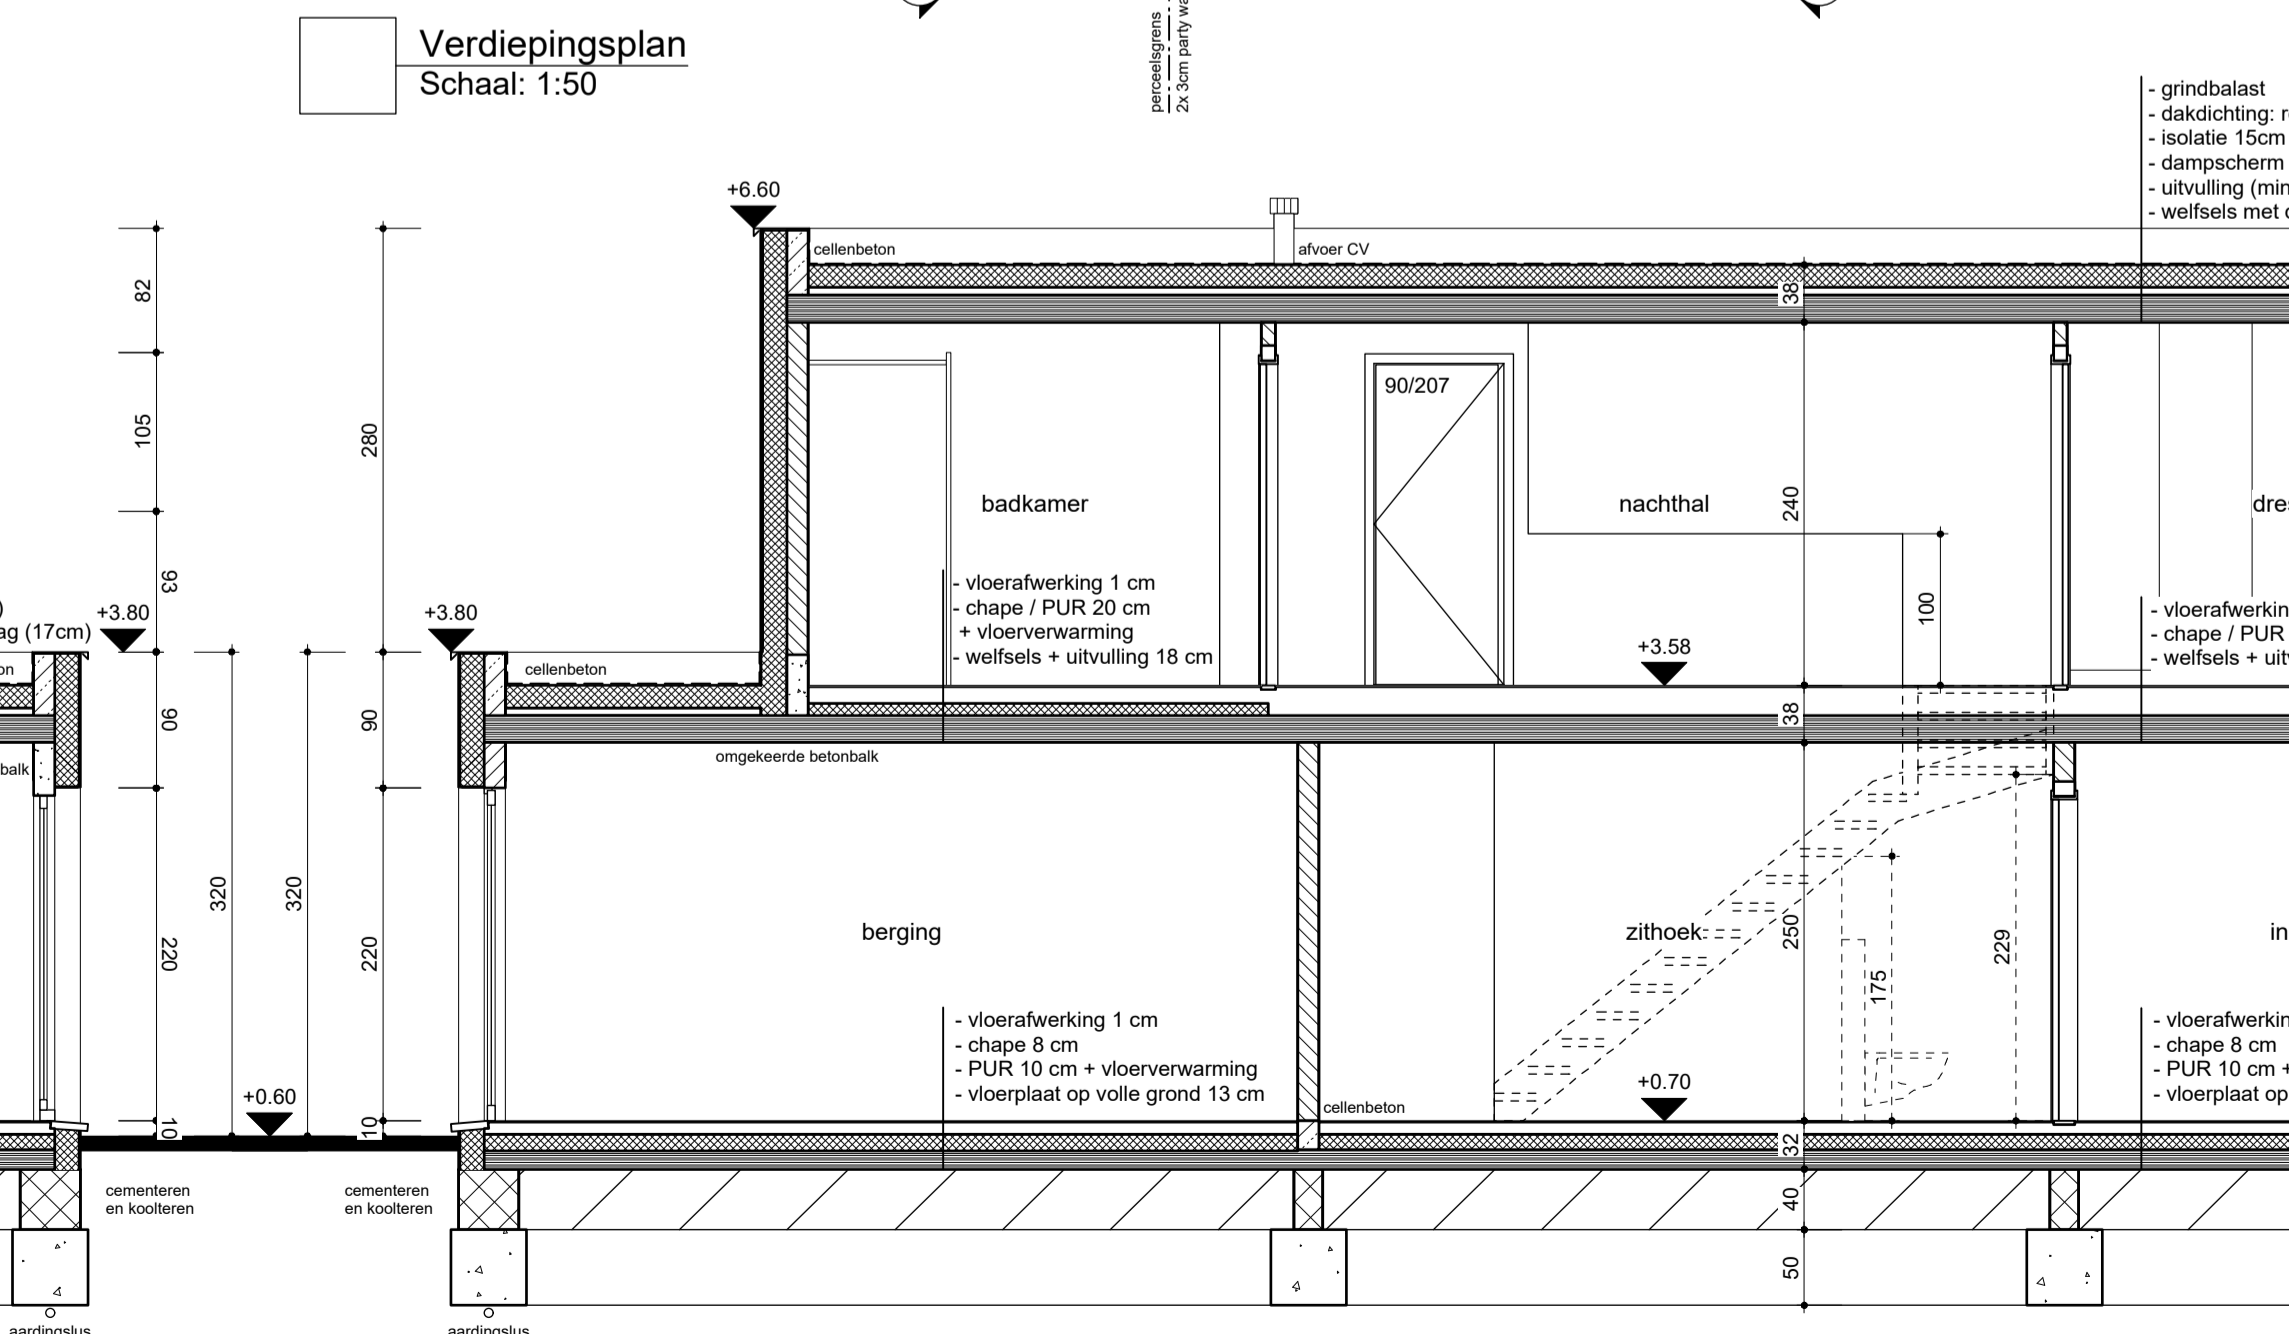 Verdiepingsplan
Schaal: 1:50
perceelsgrens
2x 3cm party
- grindbalast
- dakdichting:
- isolatie 15cm
- dampscherm
- uitvulling (min
- welfsels met
+6.60
cellenbeton
afvoer CV
82
38
90/207
105
280
240
badkamer
nachthal
93
- vloerafwerking 1 cm
- chape / PUR 20 cm
+ vloerverwarming
- welfsels + uitvulling 18 cm
100
+3.80
+3.80
(17cm)
- vloerafwerkin
- chape / PUR
- welfsels +
+3.58
cellenbeton
90
90
38
omgekeerde betonbalk
balk
320
320
220
220
berging
zithoek
250
229
175
in
- vloerafwerking 1 cm
- chape 8 cm
- PUR 10 cm + vloerverwarming
- vloerplaat op volle grond 13 cm
- vloerafwerkin
- chape 8 cm
- PUR 10 cm +
- vloerplaat op
+0.60
+0.70
cellenbeton
10
10
32
cementeren
en koolteren
cementeren
en koolteren
40
50
aardingslus
aardingslus